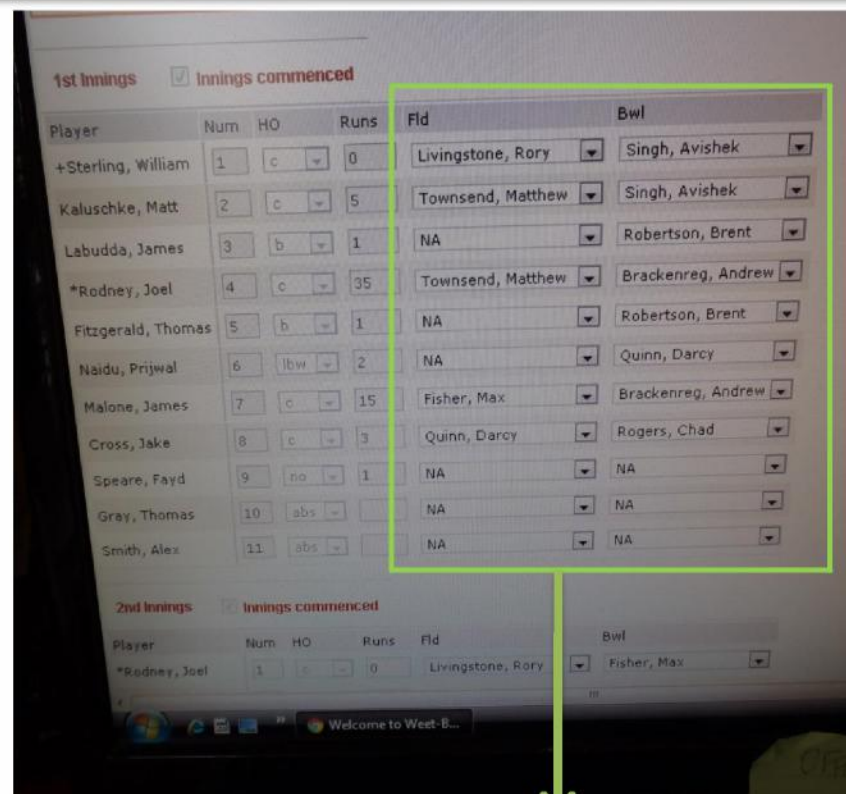 1st Innings Innings commenced
Player Num HO Runs Fld Bwl
+Sterling, William 1 c 0 Livingstone, Rory Singh, Avishek
Kaluschke, Matt 2 c 5 Townsend, Matthew Singh, Avishek
Labudda, James 3 b 1 NA Robertson, Brent
*Rodney, Joel 4 c 35 Townsend, Matthew Brackenreg, Andrew
Fitzgerald, Thomas 5 b 1 NA Robertson, Brent
Naidu, Prijwal 6 lbw 2 NA Quinn, Darcy
Malone, James 7 c 15 Fisher, Max Brackenreg, Andrew
Cross, Jake 8 c 3 Quinn, Darcy Rogers, Chad
Speare, Fayd 9 no 1 NA NA
Gray, Thomas 10 abs NA NA
Smith, Alex 11 abs NA NA
2nd Innings Innings commenced
Player Num HO Runs Fld Bwl
*Rodney, Joel 1 c 0 Livingstone, Rory Fisher, Max
Welcome to Weet-B...